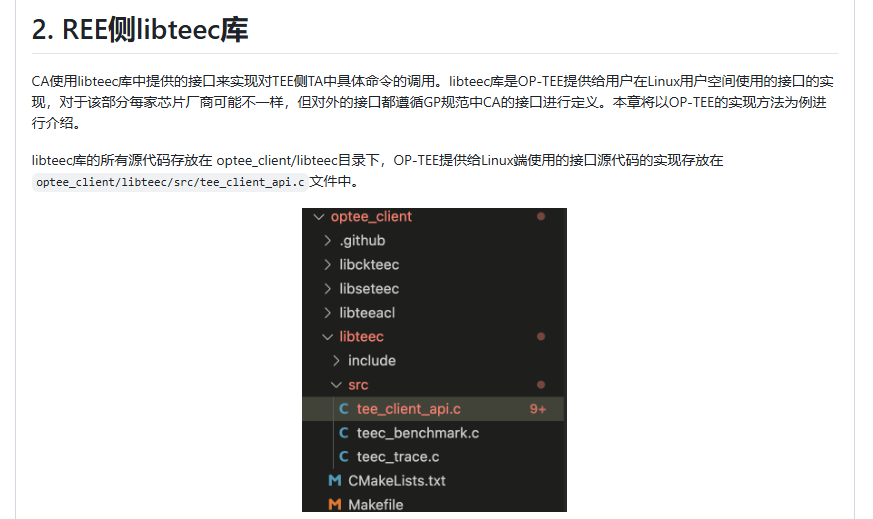 2. REE侧libteec库
CA使用libteec库中提供的接口来实现对TEE侧TA中具体命令的调用。libteec库是OP-TEE提供给用户在Linux用户空间使用的接口的实
现，对于该部分每家芯片厂商可能不一样，但对外的接口都遵循GP规范中CA的接口进行定义。本章将以OP-TEE的实现方法为例进
行介绍。
libteec库的所有源代码存放在 optee_client/libteec目录下，OP-TEE提供给Linux端使用的接口源代码的实现存放在
optee_client/libteec/src/tee_client_api.c 文件中。
optee_client
.github
libckteec
libseteec
libteeacl
libteec
include
src
C tee_client_api.c 9+
C teec_benchmark.c
C teec_trace.c
M CMakeLists.txt
M Makefile